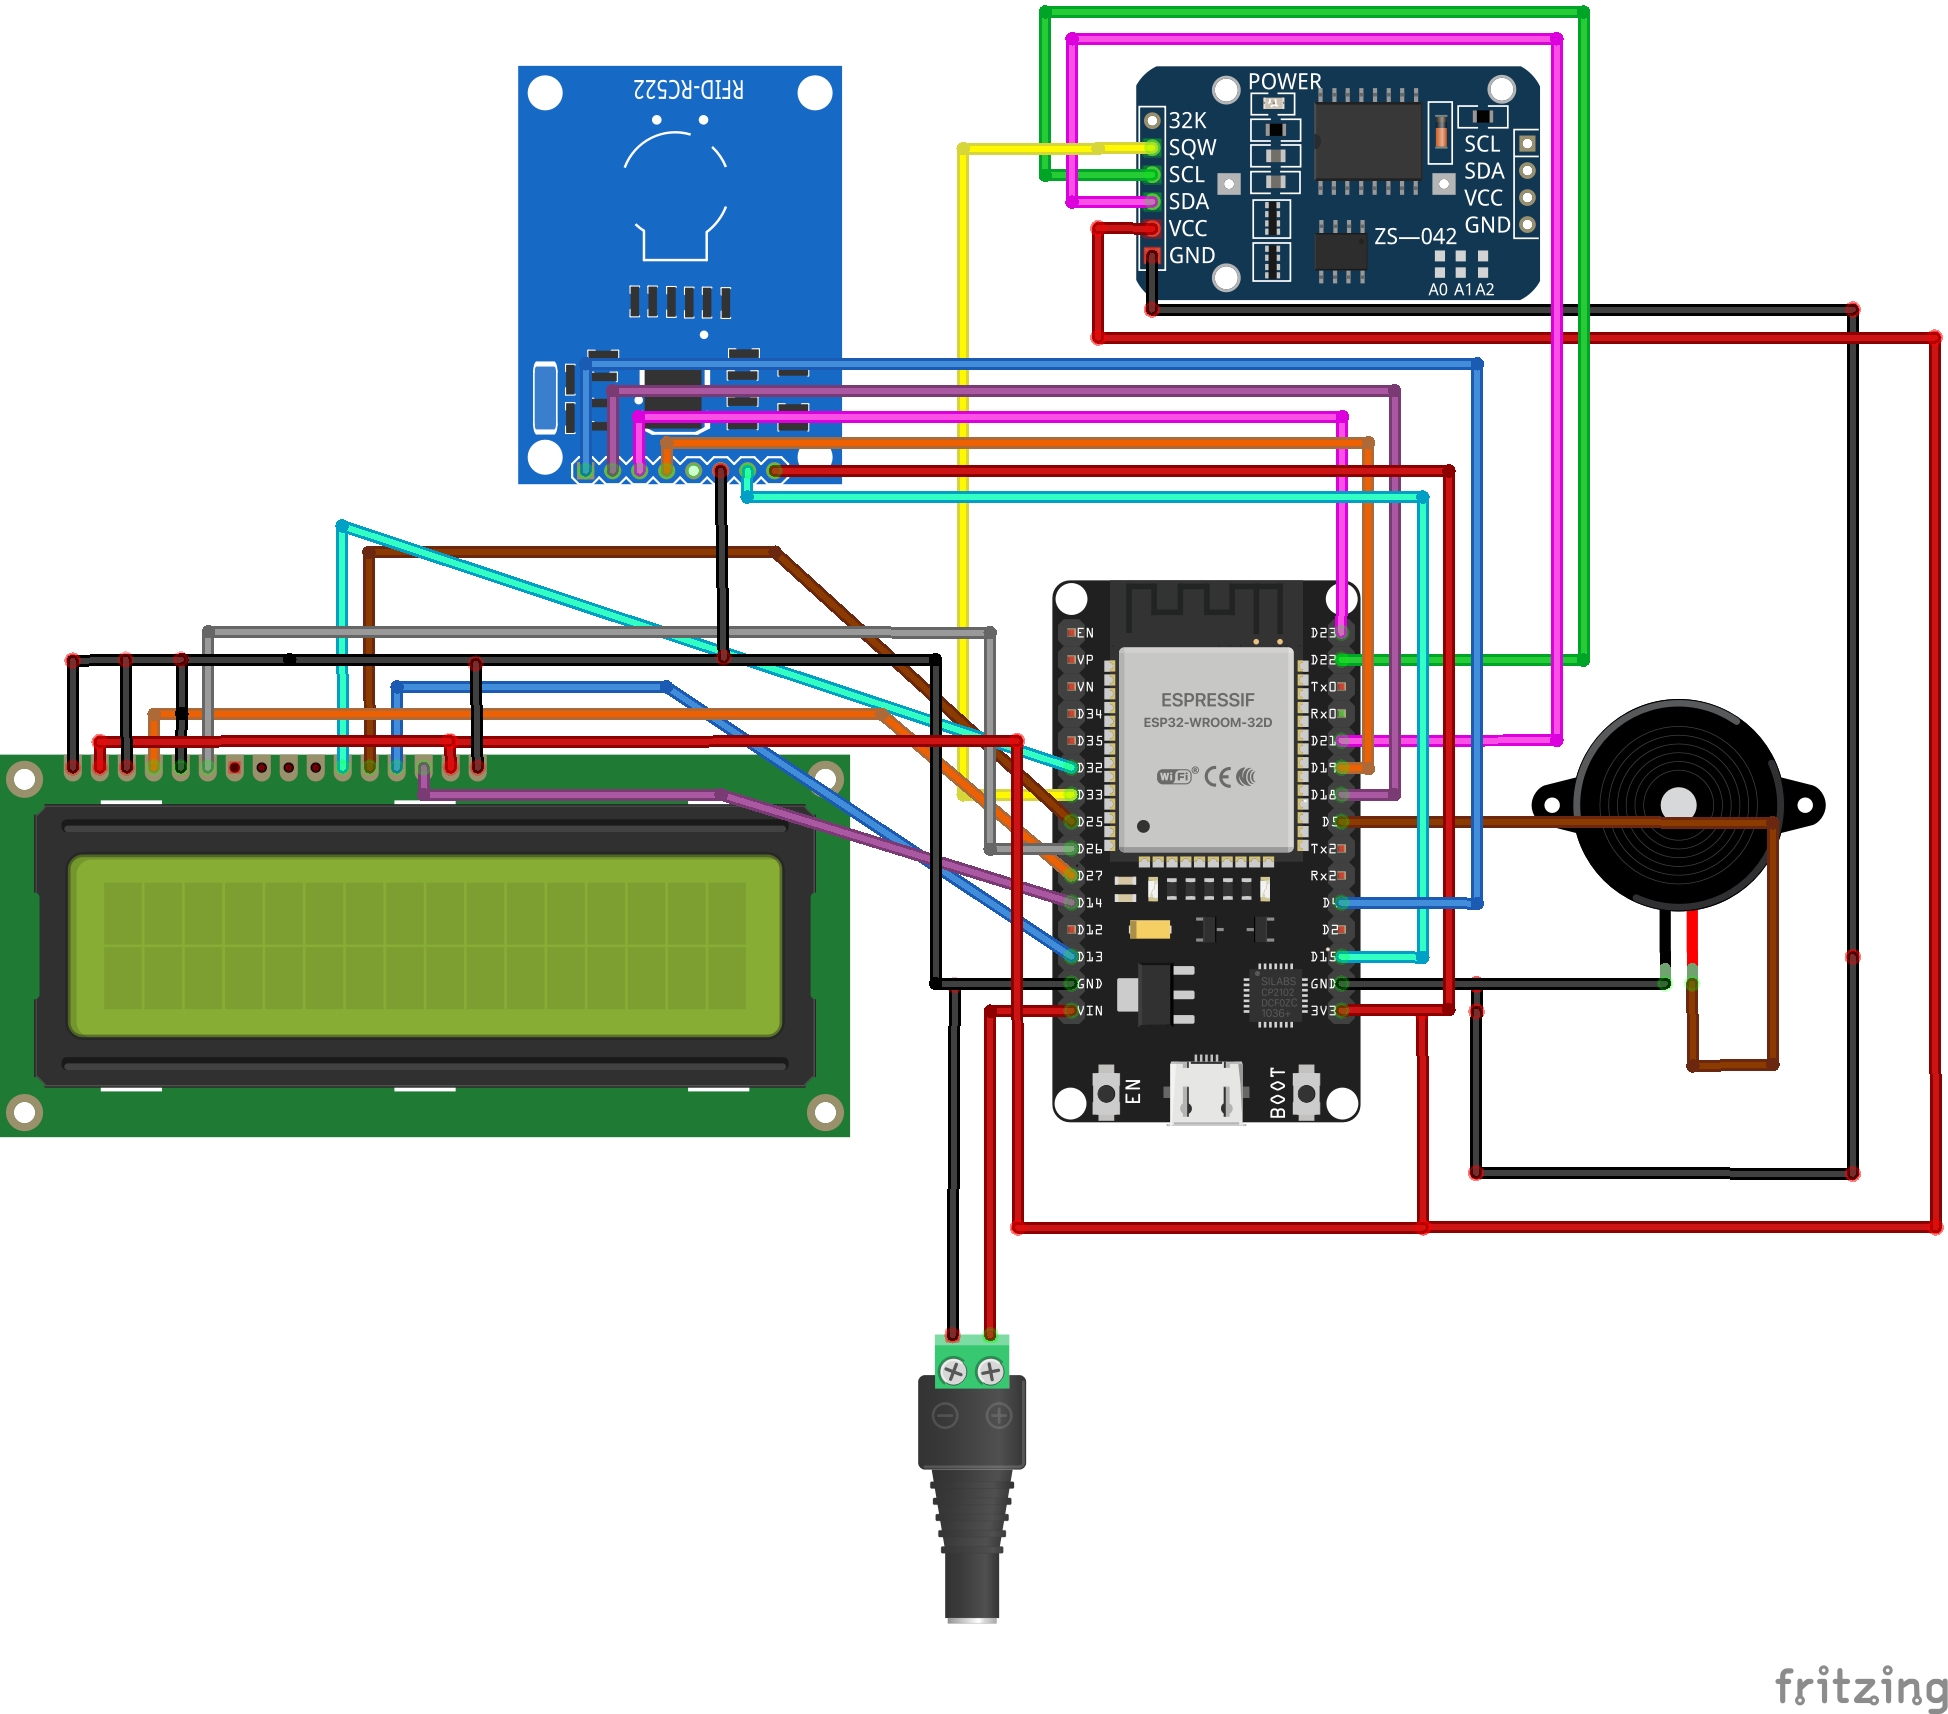 RFID-RC522
POWER
32K
SQW
SCL
SDA
VCC
GND
SCL
SDA
VCC
GND
ZS—042
A0 A1 A2
EN
VP
VN
D34
D35
D32
D33
D25
D26
D27
D14
D12
D13
GND
VIN
D23
D22
Tx0
Rx0
D21
D19
D18
D5
Tx2
Rx2
D4
D2
D15
GND
3V3
ESPRESSIF
ESP32-WROOM-32D
WiFi®
CE
SILABS
CP2102
DCF0ZC
1036+
EN
BOOT
fritzing